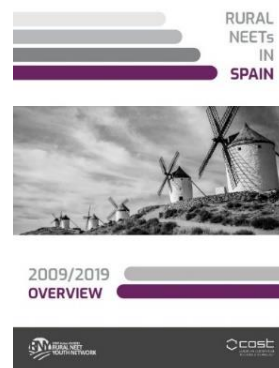 RURAL
NEETs
IN
SPAIN
2009/2019
OVERVIEW
RURAL NEET
YOUTH NETWORK
cost